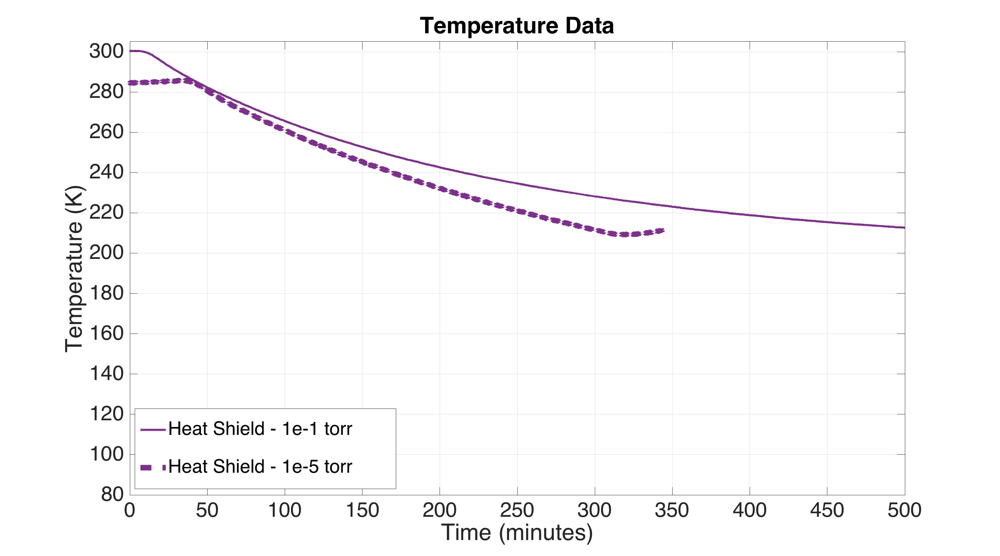 Temperature Data
300
280
260
240
220
200
180
160
140
120
100
80
Temperature (K)
Heat Shield - 1e-1 torr
Heat Shield - 1e-5 torr
0 50 100 150 200 250 300 350 400 450 500
Time (minutes)